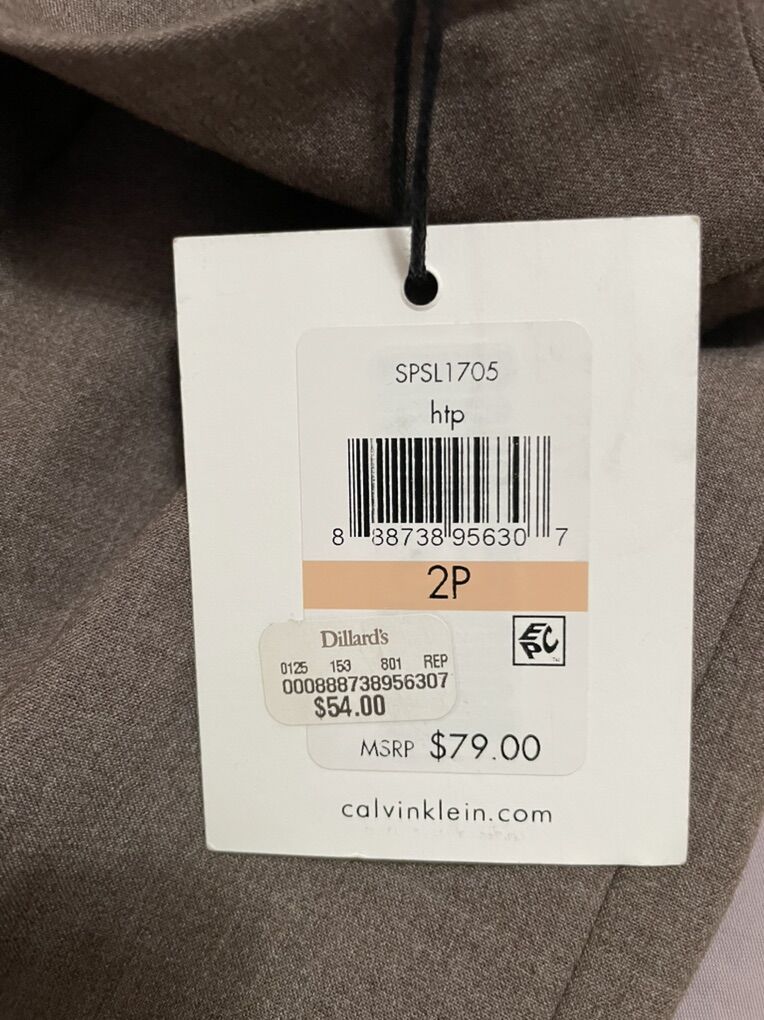 SPSL1705
htp
8 88738 95630 7
2P
Dillard's
0125 153 801 REP
000888738956307
$54.00
EPC
MSRP $79.00
calvinklein.com